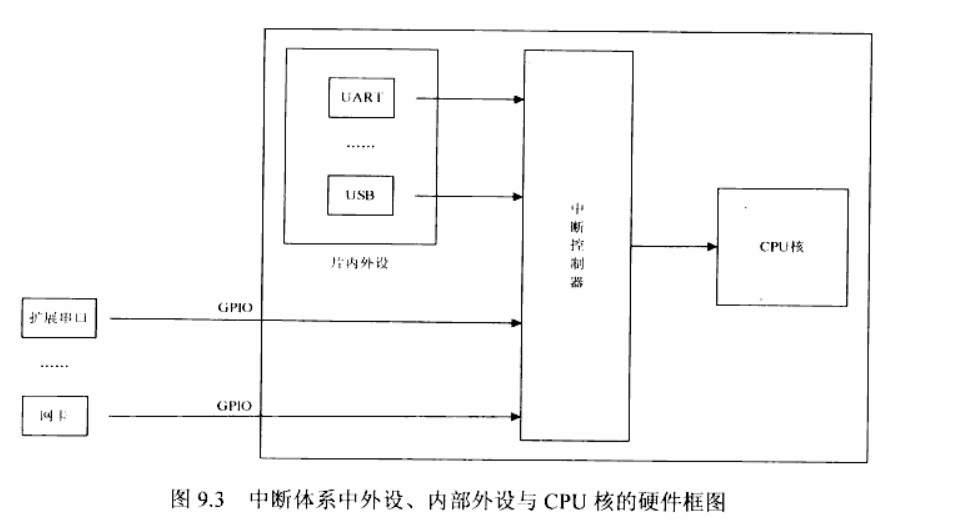 UART
……
USB
片内外设
中断控制器
CPU核
扩展串口
GPIO
……
网卡
GPIO
图 9.3 中断体系中外设、内部外设与 CPU 核的硬件框图